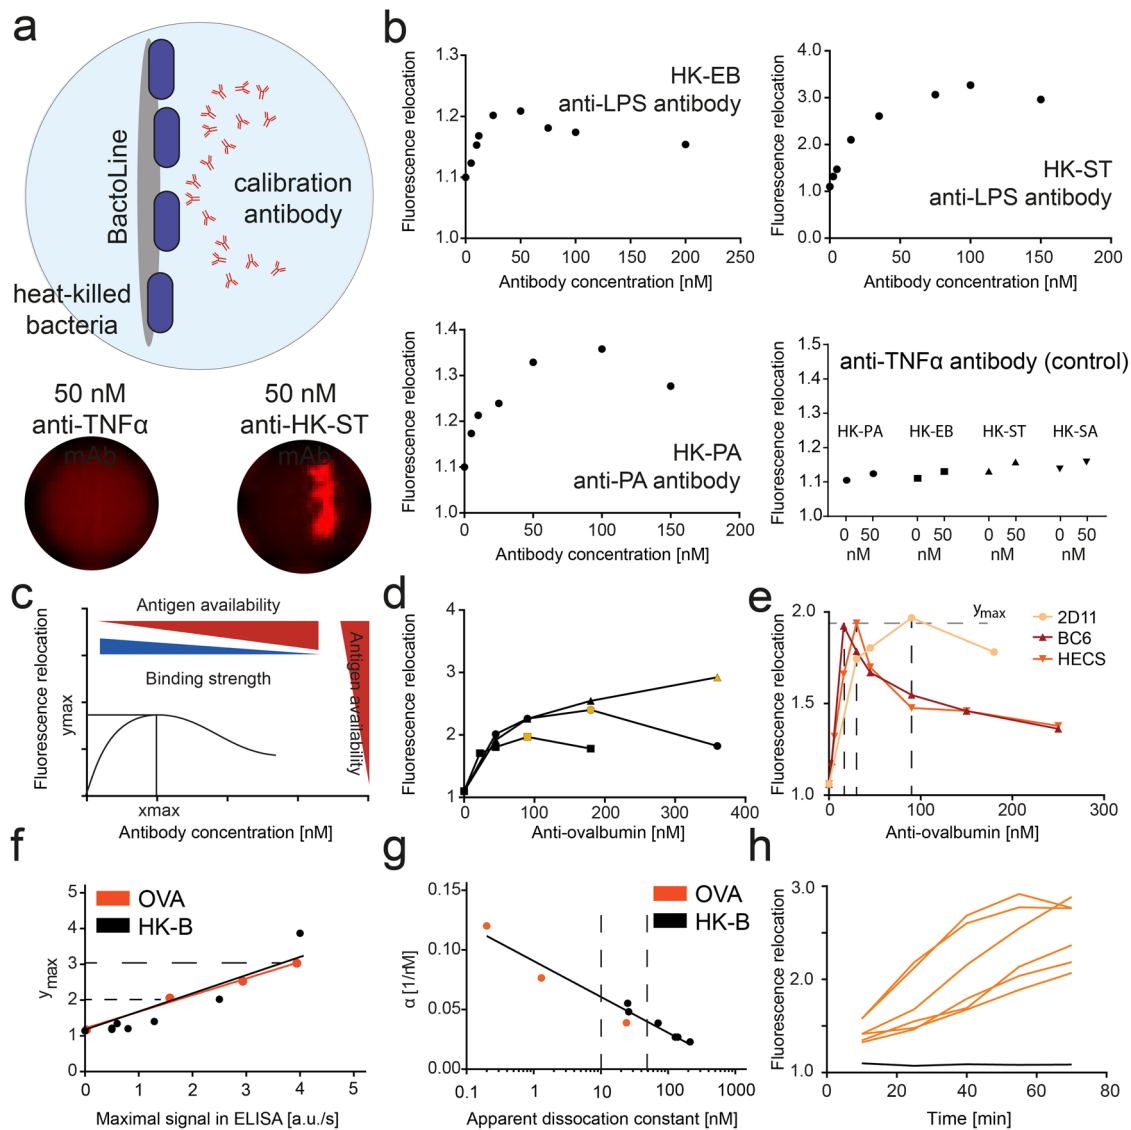 a
BactoLine
calibration
antibody
heat-killed
bacteria
50 nM
anti-TNFα
mAb
50 nM
anti-HK-ST
mAb
b
Fluorescence relocation
1.3
1.2
1.1
1.0
HK-EB
anti-LPS antibody
0 50 100 150 200 250
Antibody concentration [nM]
Fluorescence relocation
4.0
3.0
2.0
1.0
0.0
HK-ST
anti-LPS antibody
0 50 100 150 200
Antibody concentration [nM]
Fluorescence relocation
1.4
1.3
1.2
1.1
1.0
HK-PA
anti-PA antibody
0 50 100 150 200
Antibody concentration [nM]
Fluorescence relocation
1.5
1.4
1.3
1.2
1.1
1.0
anti-TNFα antibody (control)
HK-PA HK-EB HK-ST HK-SA
0 50 0 50 0 50 0 50
nM nM nM nM
c
Fluorescence relocation
ymax
Antigen availability
Binding strength
Antigen availability
xmax
Antibody concentration [nM]
d
Fluorescence relocation
4
3
2
1
0 100 200 300 400
Anti-ovalbumin [nM]
e
Fluorescence relocation
2.0
1.5
1.0
ymax
2D11
BC6
HECS
0 100 200 300
Anti-ovalbumin [nM]
f
ymax
5
4
3
2
1
0
OVA
HK-B
0 1 2 3 4 5
Maximal signal in ELISA [a.u./s]
g
α [1/nM]
0.15
0.10
0.05
0.00
OVA
HK-B
0.1 1 10 100 1000
Apparent dissocation constant [nM]
h
Fluorescence relocation
3.0
2.0
1.0
0 20 40 60 80
Time [min]